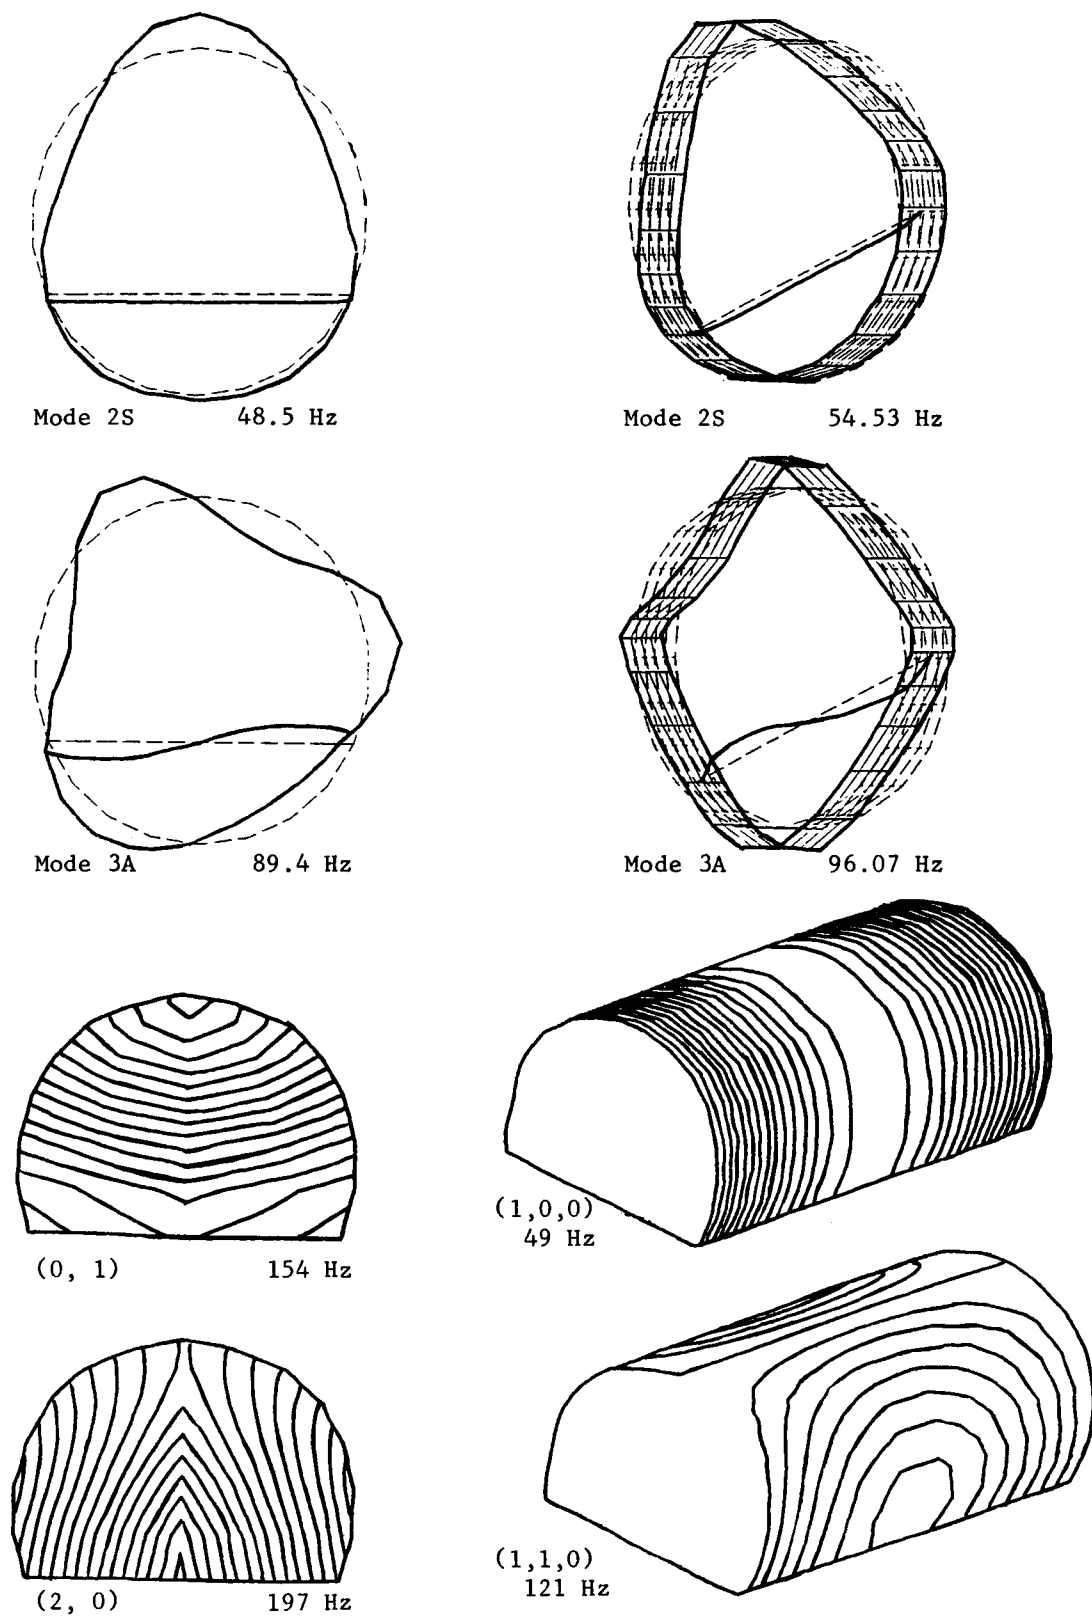 Mode 2S 48.5 Hz
Mode 2S 54.53 Hz
Mode 3A 89.4 Hz
Mode 3A 96.07 Hz
(0, 1) 154 Hz
(1,0,0)
49 Hz
(2, 0) 197 Hz
(1,1,0)
121 Hz